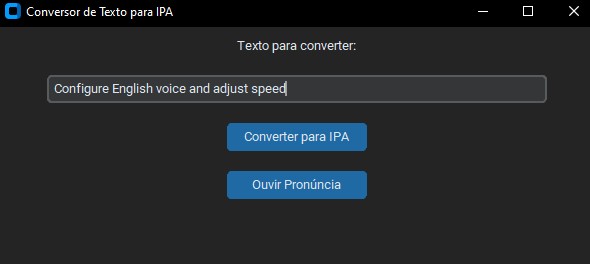 Conversor de Texto para IPA
Texto para converter:
Configure English voice and adjust speed
Converter para IPA
Ouvir Pronúncia